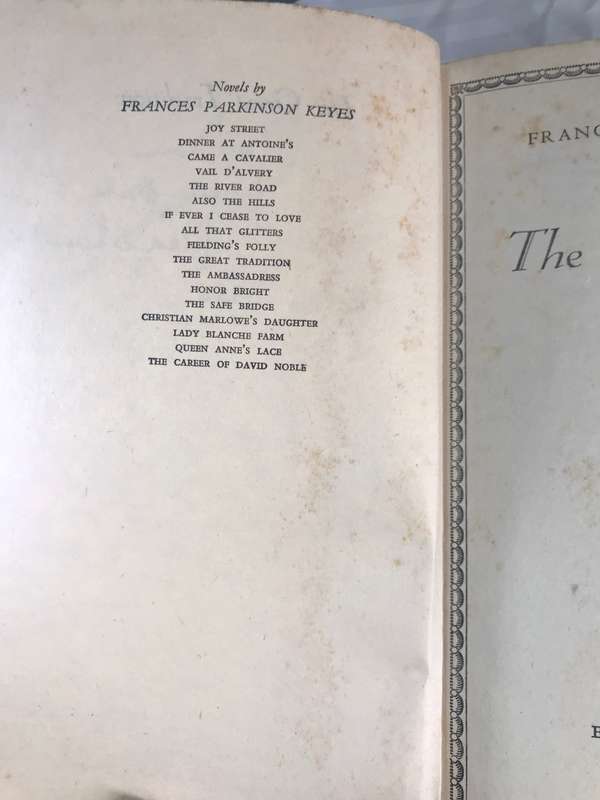 Novels by
FRANCES PARKINSON KEYES
JOY STREET
DINNER AT ANTOINE'S
CAME A CAVALIER
VAIL D'ALVERY
THE RIVER ROAD
ALSO THE HILLS
IF EVER I CEASE TO LOVE
ALL THAT GLITTERS
FIELDING'S FOLLY
THE GREAT TRADITION
THE AMBASSADRESS
HONOR BRIGHT
THE SAFE BRIDGE
CHRISTIAN MARLOWE'S DAUGHTER
LADY BLANCHE FARM
QUEEN ANNE'S LACE
THE CAREER OF DAVID NOBLE
FRANC
The
E